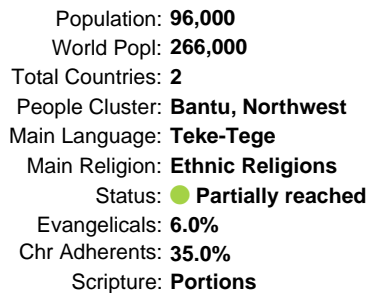 Population: 96,000
World Popl: 266,000
Total Countries: 2
People Cluster: Bantu, Northwest
Main Language: Teke-Tege
Main Religion: Ethnic Religions
Status: Partially reached
Evangelicals: 6.0%
Chr Adherents: 35.0%
Scripture: Portions